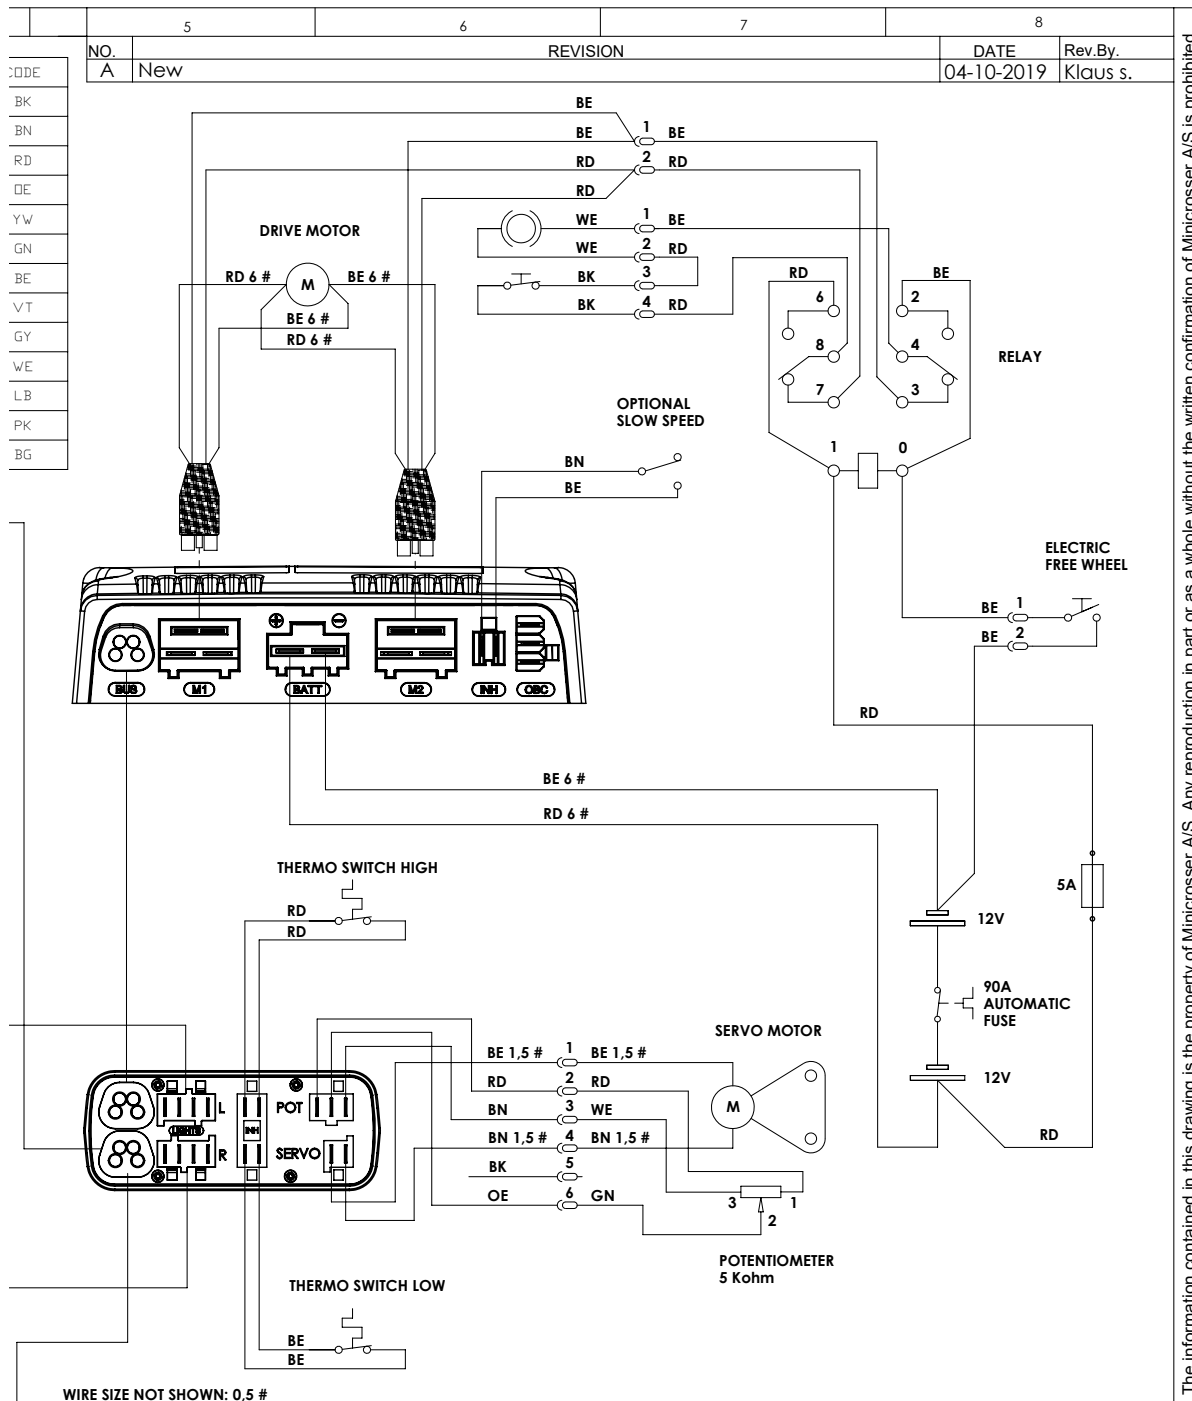 5 6 7 8
NO. REVISION DATE Rev.By.
A New 04-10-2019 Klaus s.
CODE
BK
BN
RD
OE
YW
GN
BE
VT
GY
WE
LB
PK
BG
BE
BE 1 BE
RD 2 RD
RD
WE 1 BE
WE 2 RD
BK 3
BK 4 RD
DRIVE MOTOR
RD 6 # M BE 6 #
BE 6 #
RD 6 #
RD BE
6 2
8 4
7 3
1 0
RELAY
OPTIONAL
SLOW SPEED
BN
BE
ELECTRIC
FREE WHEEL
BE 1
BE 2
BUS M1 BATT M2 INH OBC
RD
BE 6 #
RD 6 #
THERMO SWITCH HIGH
RD
RD
5A
12V
90A
AUTOMATIC
FUSE
12V
RD
SERVO MOTOR
M
BE 1,5 # 1 BE 1,5 #
RD 2 RD
BN 3 WE
BN 1,5 # 4 BN 1,5 #
BK 5
OE 6 GN
L POT
LIGHTS INH
R SERVO
3 1
2
POTENTIOMETER
5 Kohm
THERMO SWITCH LOW
BE
BE
WIRE SIZE NOT SHOWN: 0,5 #
The information contained in this drawing is the property of Minicrosser A/S. Any reproduction in part or as a whole without the written confirmation of Minicrosser A/S is prohibited